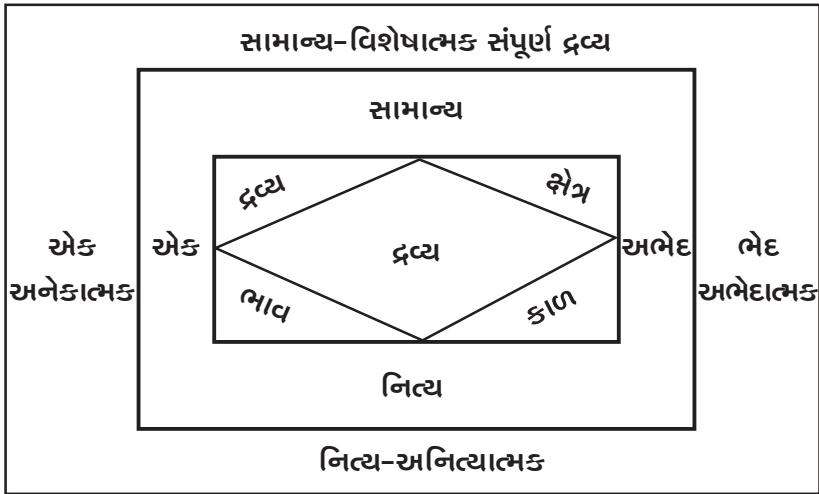 સામાન્ય-વિશેષાત્મક સંપૂર્ણ દ્રવ્ય
સામાન્ય
દ્રવ્ય ક્ષેત્ર
એક એક દ્રવ્ય અભેદ ભેદ
અનેકાત્મક અભેદાત્મક
ભાવ કાળ
નિત્ય
નિત્ય-અનિત્યાત્મક